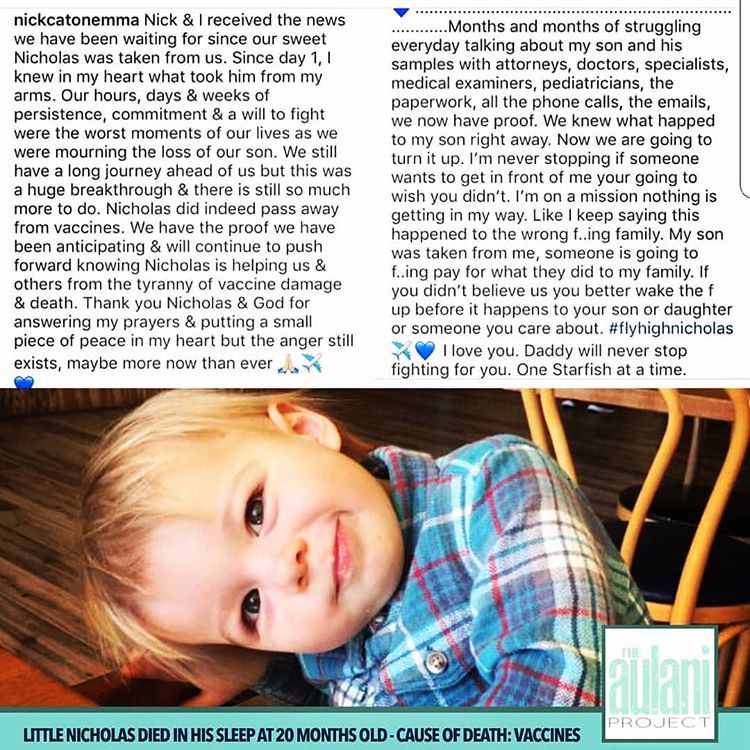 nickcatonemma Nick & I received the news
we have been waiting for since our sweet
Nicholas was taken from us. Since day 1, I
knew in my heart what took him from my
arms. Our hours, days & weeks of
persistence, commitment & a will to fight
were the worst moments of our lives as we
were mourning the loss of our son. We still
have a long journey ahead of us but this was
a huge breakthrough & there is still so much
more to do. Nicholas did indeed pass away
from vaccines. We have the proof we have
been anticipating & will continue to push
forward knowing Nicholas is helping us &
others from the tyranny of vaccine damage
& death. Thank you Nicholas & God for
answering my prayers & putting a small
piece of peace in my heart but the anger still
exists, maybe more now than ever 🙏🏻✈️
💙
💙 ......................................................
............Months and months of struggling
everyday talking about my son and his
samples with attorneys, doctors, specialists,
medical examiners, pediatricians, the
paperwork, all the phone calls, the emails,
we now have proof. We knew what happed
to my son right away. Now we are going to
turn it up. I'm never stopping if someone
wants to get in front of me your going to
wish you didn't. I'm on a mission nothing is
getting in my way. Like I keep saying this
happened to the wrong f..ing family. My son
was taken from me, someone is going to
f..ing pay for what they did to my family. If
you didn't believe us you better wake the f
up before it happens to your son or daughter
or someone you care about. #flyhighnicholas
✈️💙 I love you. Daddy will never stop
fighting for you. One Starfish at a time.
THE
aulani
PROJECT
LITTLE NICHOLAS DIED IN HIS SLEEP AT 20 MONTHS OLD - CAUSE OF DEATH: VACCINES